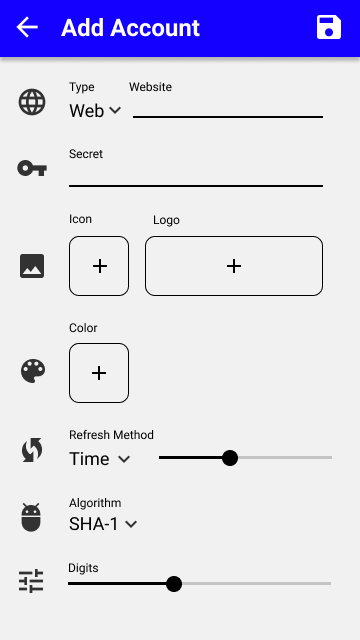 Add Account
Type Website
Web
Secret
Icon Logo
Color
Refresh Method
Time
Algorithm
SHA-1
Digits